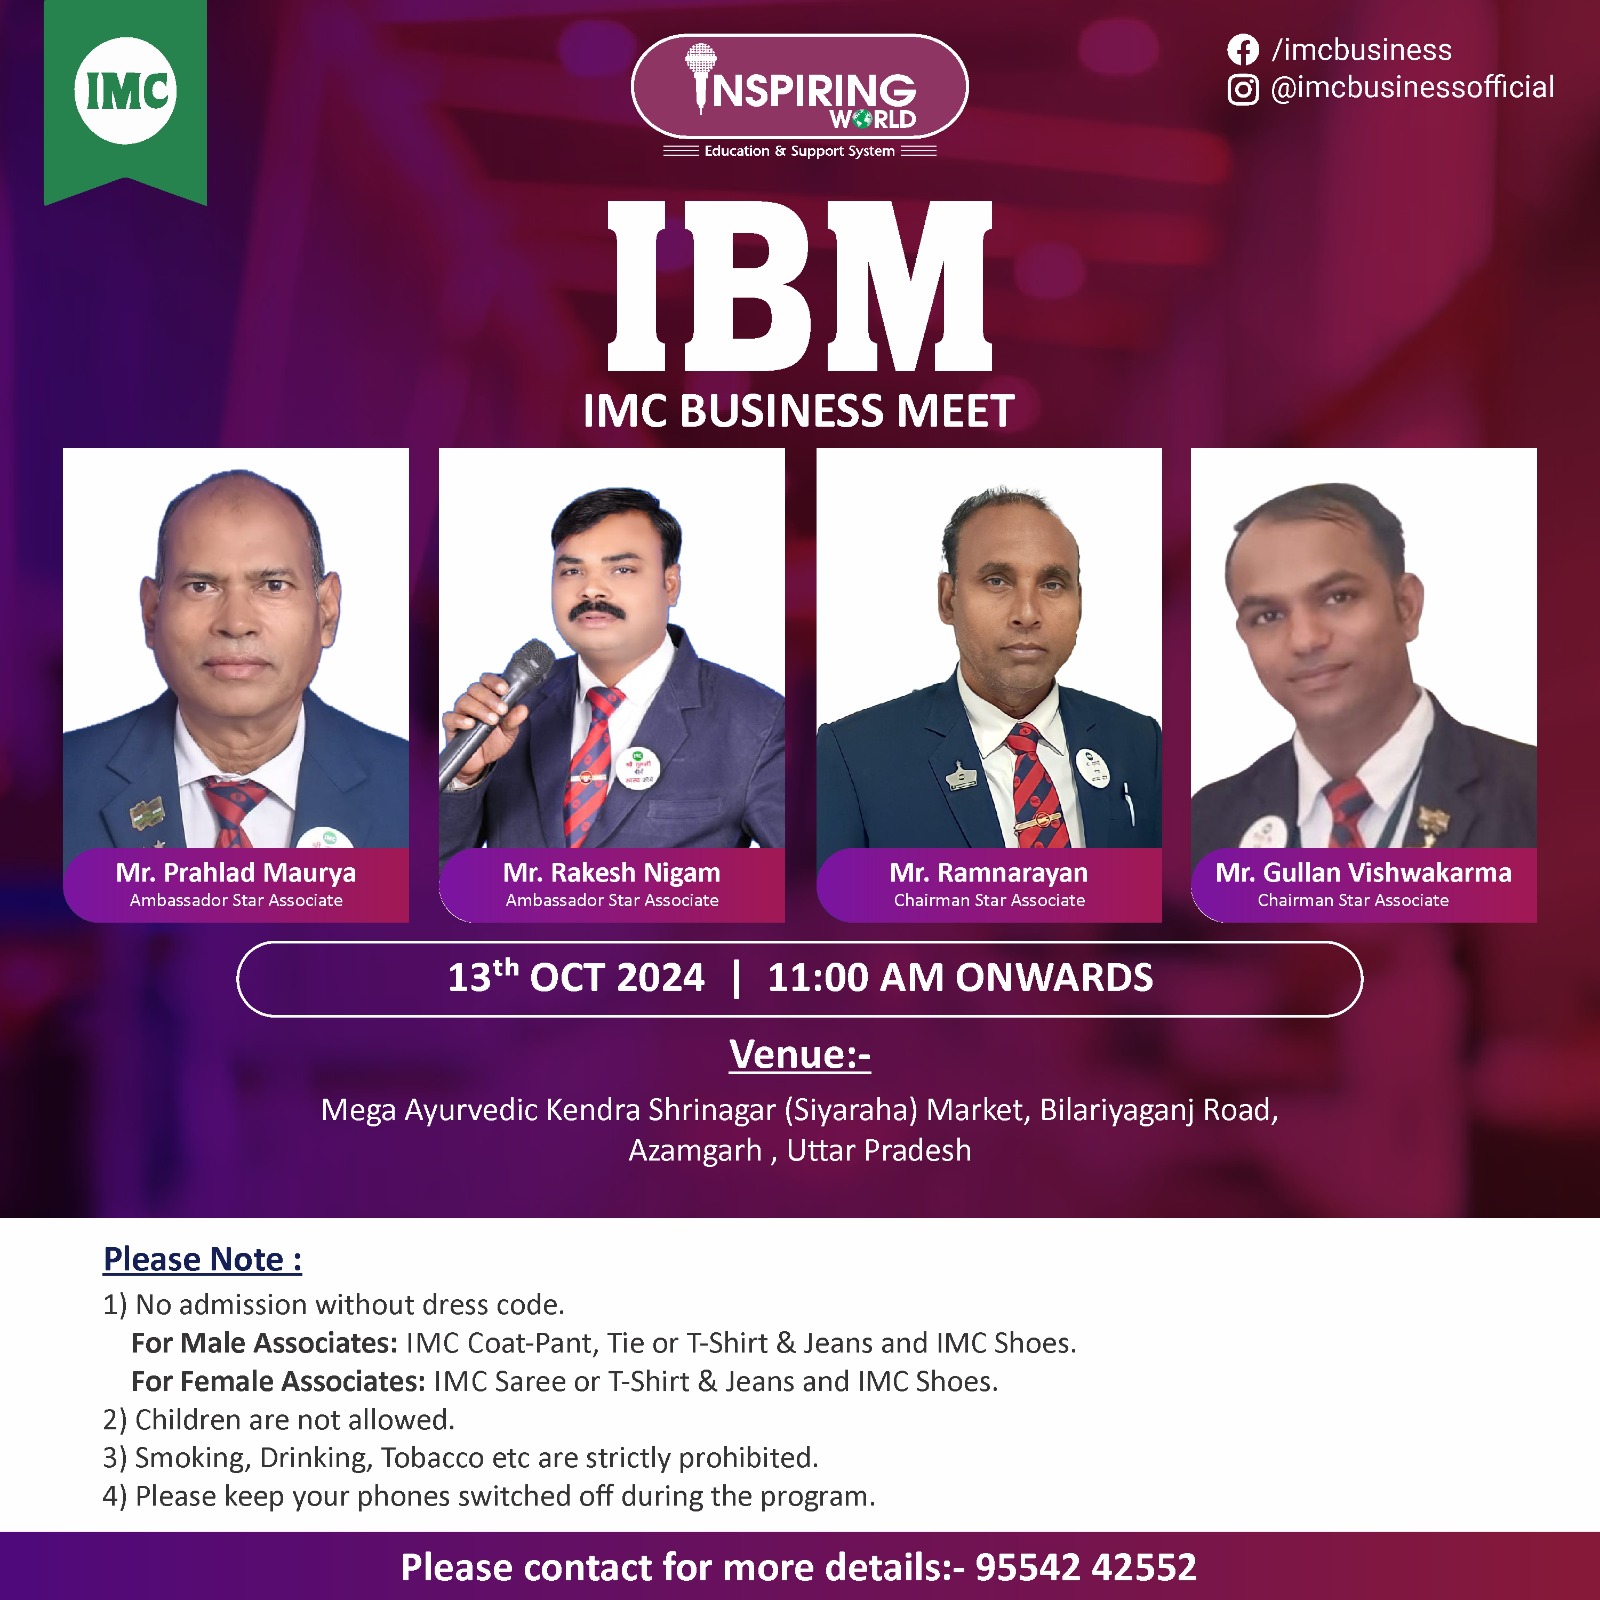 IMC
INSPIRING
WORLD
Education & Support System
/imcbusiness
@imcbusinessofficial
IBM
IMC BUSINESS MEET
IMC
श्री तुलसी
IMC
Mr. Prahlad Maurya
Ambassador Star Associate
Mr. Rakesh Nigam
Ambassador Star Associate
Mr. Ramnarayan
Chairman Star Associate
Mr. Gullan Vishwakarma
Chairman Star Associate
13th OCT 2024 | 11:00 AM ONWARDS
Venue:-
Mega Ayurvedic Kendra Shrinagar (Siyaraha) Market, Bilariyaganj Road,
Azamgarh , Uttar Pradesh
Please Note :
1) No admission without dress code.
For Male Associates: IMC Coat-Pant, Tie or T-Shirt & Jeans and IMC Shoes.
For Female Associates: IMC Saree or T-Shirt & Jeans and IMC Shoes.
2) Children are not allowed.
3) Smoking, Drinking, Tobacco etc are strictly prohibited.
4) Please keep your phones switched off during the program.
Please contact for more details:- 95542 42552